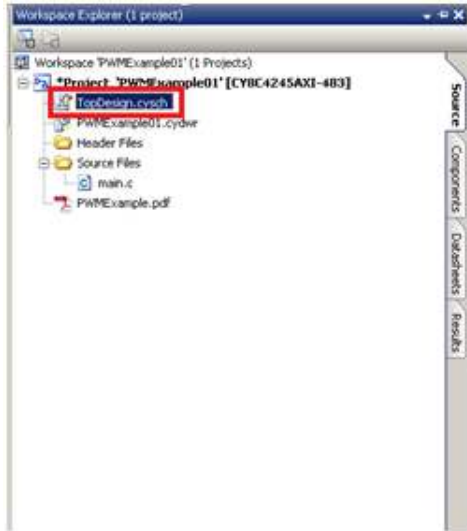 Workspace Explorer (1 project)
Workspace 'PWMExample01' (1 Projects)
*Project 'PWMExample01' [CY8C4245AXI-483]
TopDesign.cysch
PWMExample01.cydwr
Header Files
Source Files
main.c
PWMExample.pdf
Source
Components
Datasheets
Results